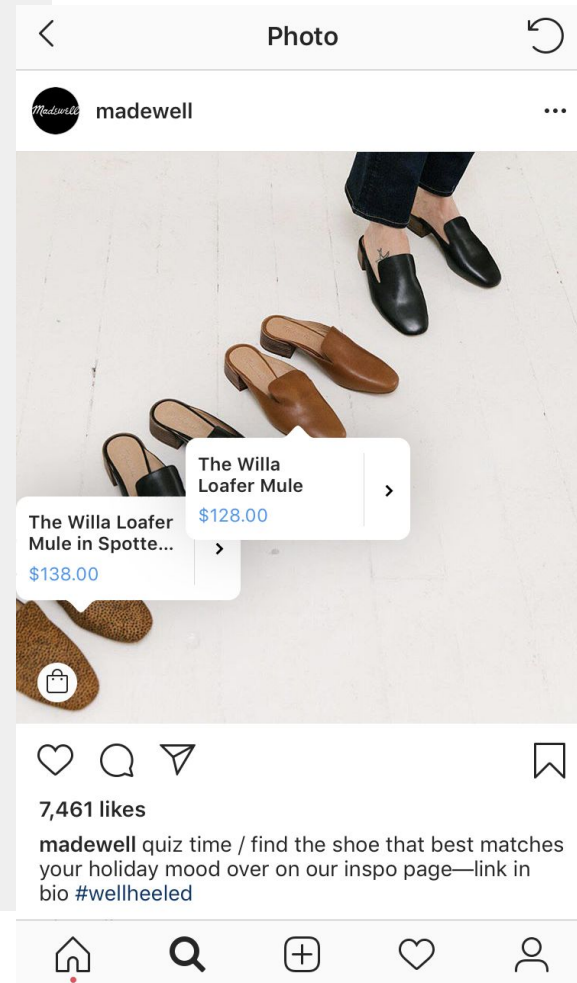 Photo
Madewell
madewell
The Willa
Loafer Mule
$128.00
The Willa Loafer
Mule in Spotte...
$138.00
7,461 likes
madewell quiz time / find the shoe that best matches
your holiday mood over on our inspo page—link in
bio #wellheeled